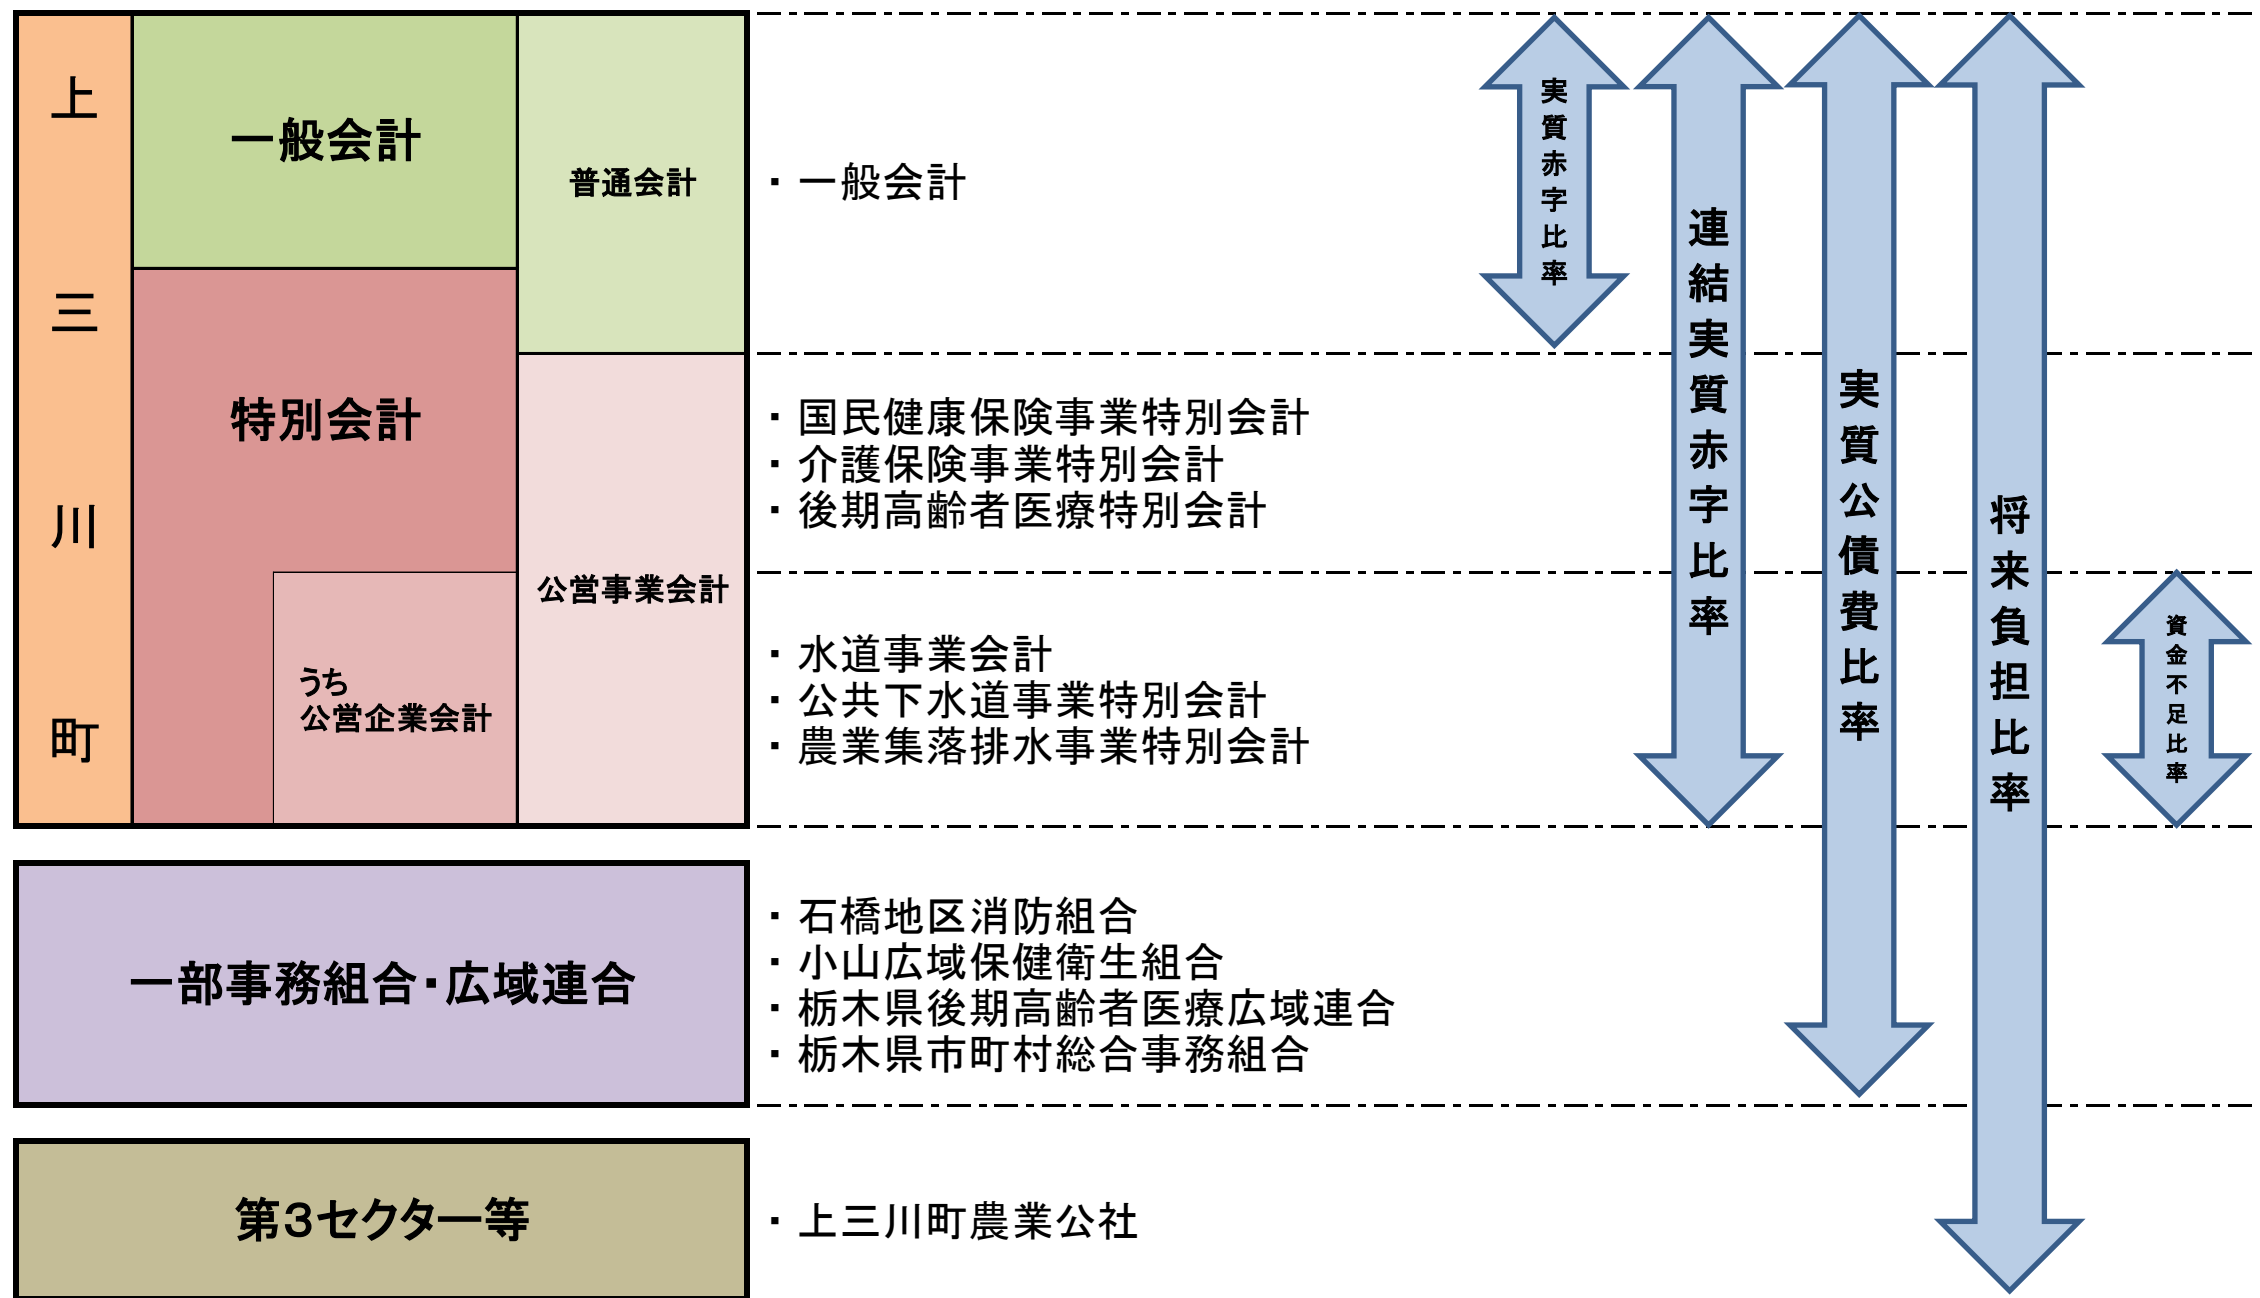 上三川町
一般会計
特別会計
うち
公営企業会計
普通会計
公営事業会計
・一般会計
・国民健康保険事業特別会計
・介護保険事業特別会計
・後期高齢者医療特別会計
・水道事業会計
・公共下水道事業特別会計
・農業集落排水事業特別会計
一部事務組合・広域連合
・石橋地区消防組合
・小山広域保健衛生組合
・栃木県後期高齢者医療広域連合
・栃木県市町村総合事務組合
第３セクター等
・上三川町農業公社
実質赤字比率
連結実質赤字比率
実質公債費比率
将来負担比率
資金不足比率